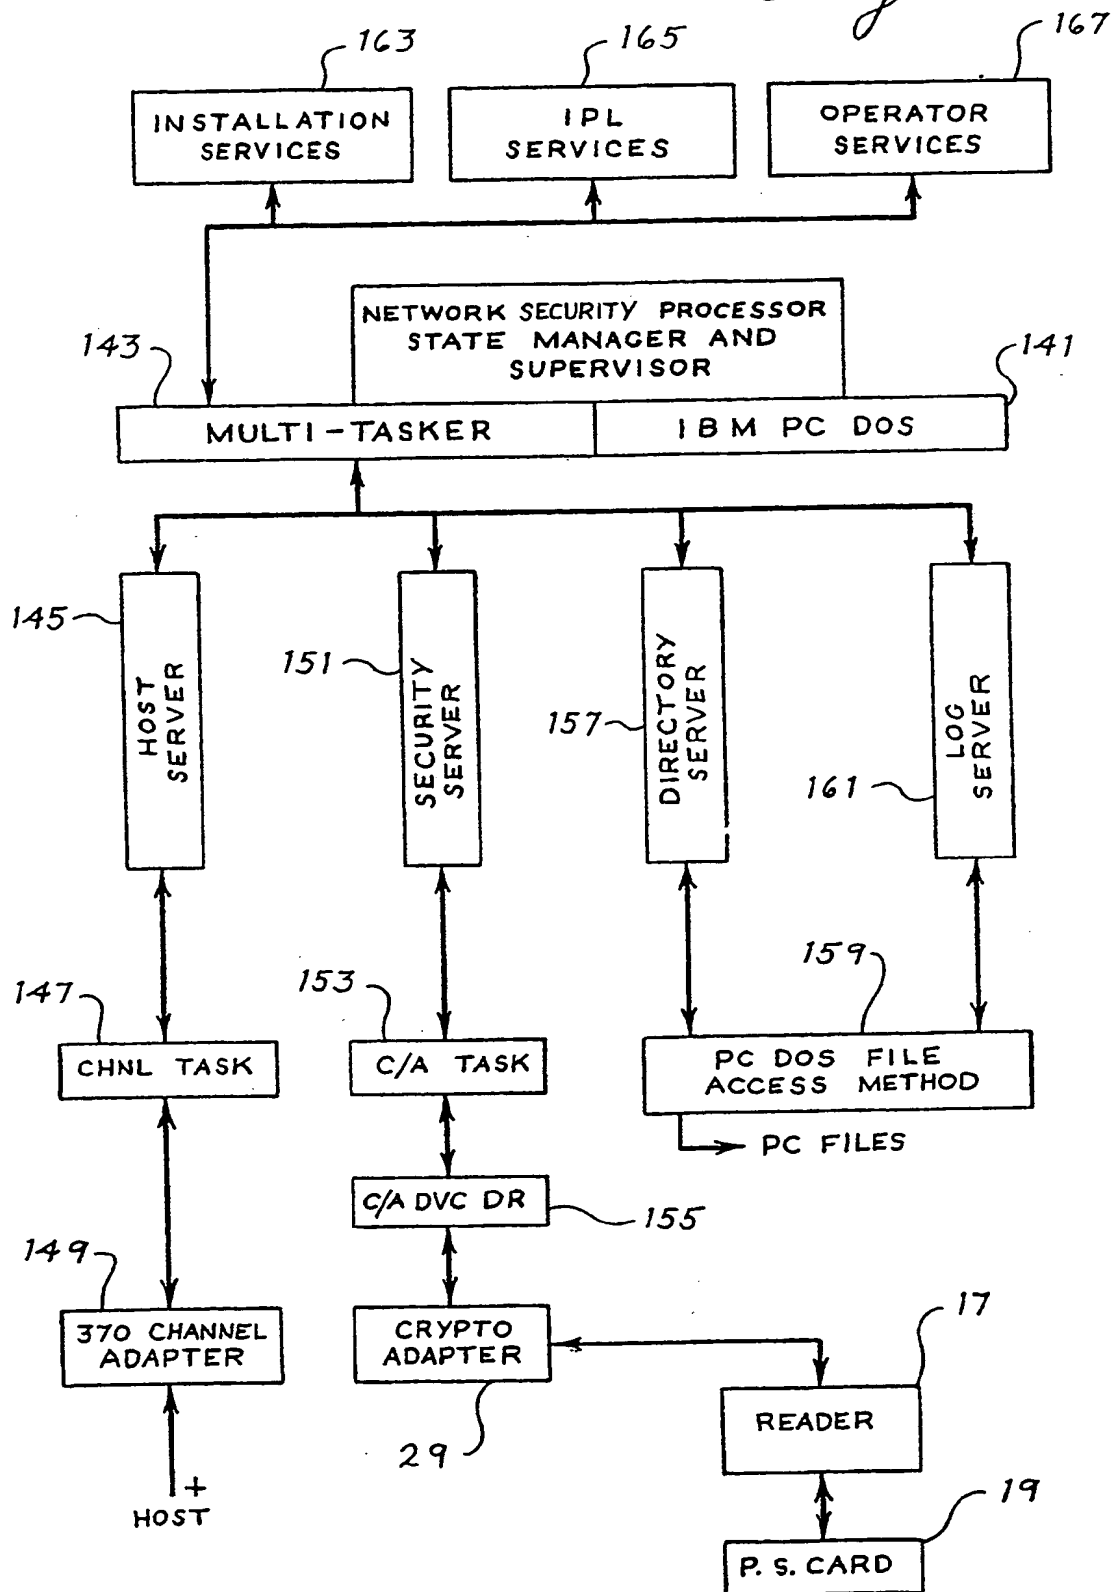 163
165
167
INSTALLATION
SERVICES
IPL
SERVICES
OPERATOR
SERVICES
NETWORK SECURITY PROCESSOR
STATE MANAGER AND
SUPERVISOR
143
141
MULTI-TASKER
IBM PC DOS
145
HOST
SERVER
151
SECURITY
SERVER
157
DIRECTORY
SERVER
161
LOG
SERVER
147
153
159
CHNL TASK
C/A TASK
PC DOS FILE
ACCESS METHOD
PC FILES
C/A DVC DR
155
149
370 CHANNEL
ADAPTER
CRYPTO
ADAPTER
17
READER
29
+
HOST
19
P. S. CARD